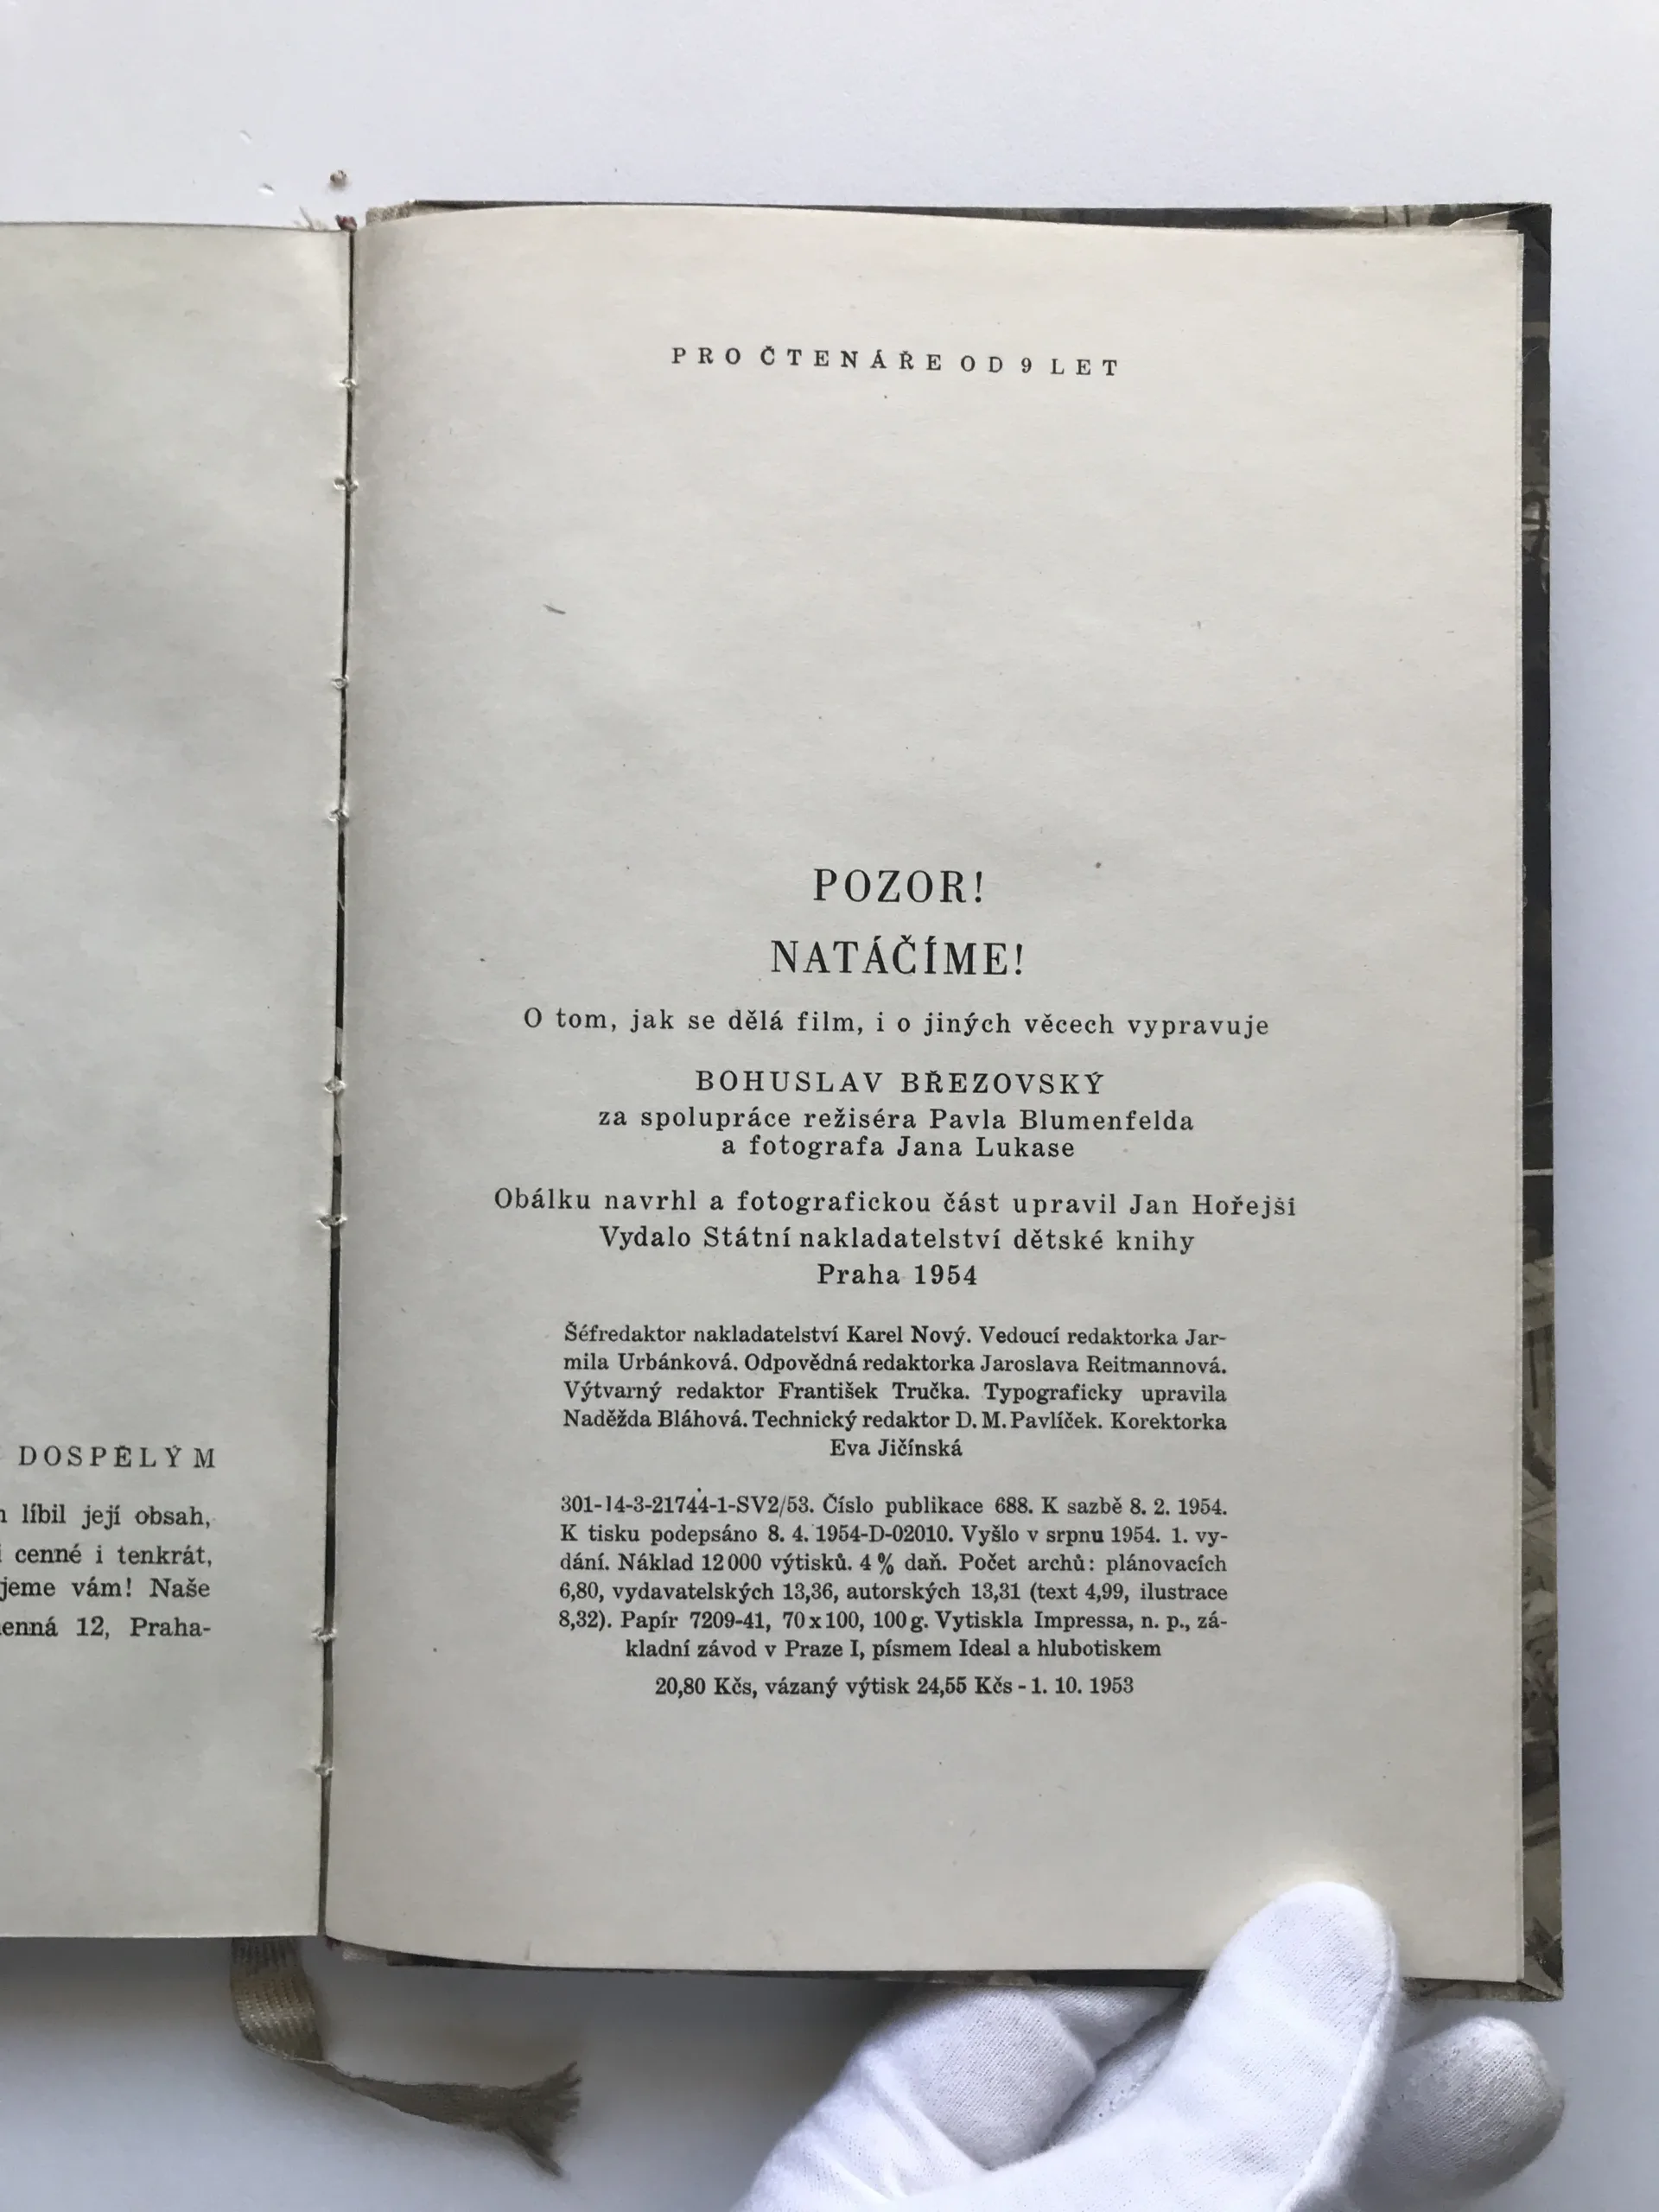 DOSPĚLÝM
líbil její obsah,
cenné i tenkrát,
jeme vám! Naše
enná 12, Praha-
PRO ČTENÁŘE OD 9 LET
POZOR!
NATÁČÍME!
O tom, jak se dělá film, i o jiných věcech vypravuje
BOHUSLAV BŘEZOVSKÝ
za spolupráce režiséra Pavla Blumenfelda
a fotografa Jana Lukase
Obálku navrhl a fotografickou část upravil Jan Hořejší
Vydalo Státní nakladatelství dětské knihy
Praha 1954
Šéfredaktor nakladatelství Karel Nový. Vedoucí redaktorka Jar-
mila Urbánková. Odpovědná redaktorka Jaroslava Reitmannová.
Výtvarný redaktor František Tručka. Typograficky upravila
Naděžda Bláhová. Technický redaktor D. M. Pavlíček. Korektorka
Eva Jičínská
301-14-3-21744-1-SV2/53. Číslo publikace 688. K sazbě 8. 2. 1954.
K tisku podepsáno 8. 4. 1954-D-02010. Vyšlo v srpnu 1954. 1. vy-
dání. Náklad 12 000 výtisků. 4 % daň. Počet archů: plánovacích
6,80, vydavatelských 13,36, autorských 13,31 (text 4,99, ilustrace
8,32). Papír 7209-41, 70 x 100, 100 g. Vytiskla Impressa, n. p., zá-
kladní závod v Praze I, písmem Ideal a hlubotiskem
20,80 Kčs, vázaný výtisk 24,55 Kčs - 1. 10. 1953